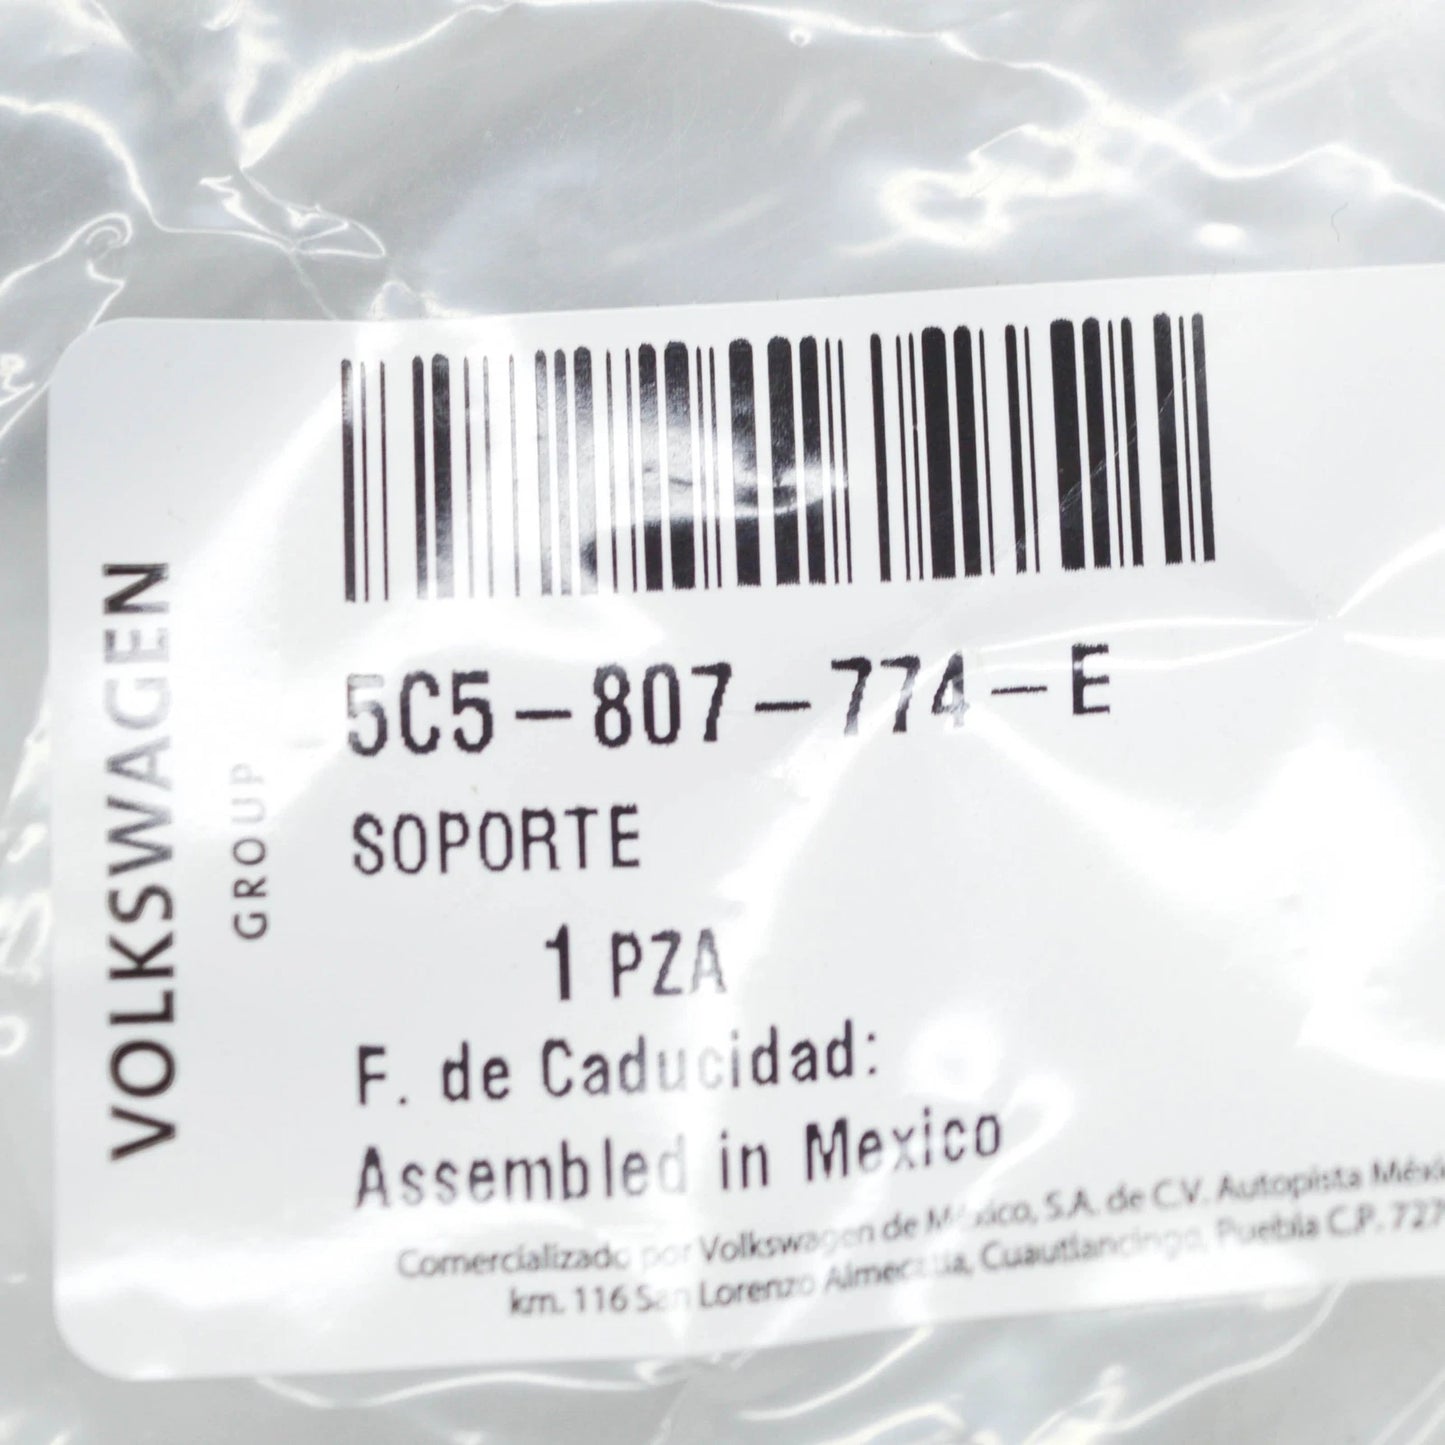 VOLKSWAGEN
GROUP
5C5-807-774-E
SOPORTE
1 PZA
F. de Caducidad:
Assembled in Mexico
Comercializado por Volkswagen de México, S.A. de C.V. Autopista
km. 116 San Lorenzo Almecatla, Cuautlancingo, Puebla C.P.